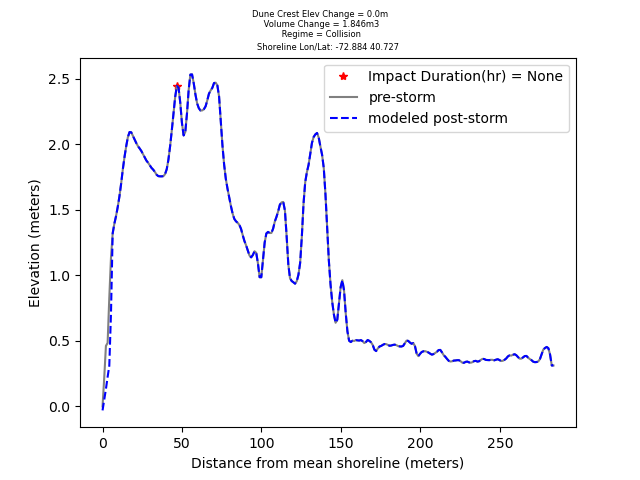 Dune Crest Elev Change = 0.0m
Volume Change = 1.846m3
Regime = Collision
Shoreline Lon/Lat: -72.884 40.727
Impact Duration(hr) = None
pre-storm
modeled post-storm
Elevation (meters)
2.5
2.0
1.5
1.0
0.5
0.0
0 50 100 150 200 250
Distance from mean shoreline (meters)